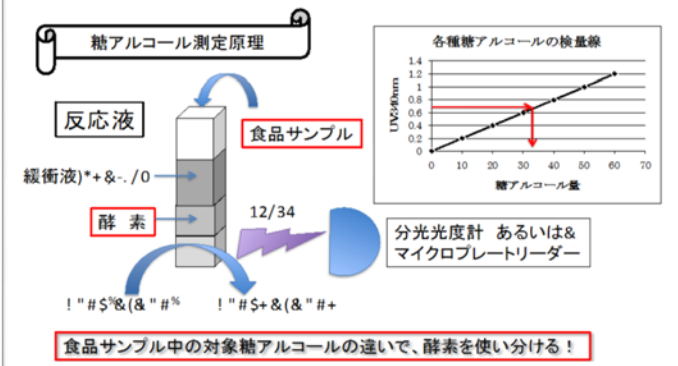 糖アルコール測定原理
各種糖アルコールの検量線
UV340nm
1.4
1.2
1
0.8
0.6
0.4
0.2
0
0 10 20 30 40 50 60 70
糖アルコール量
反応液
食品サンプル
緩衝液)*+&-./0
酵 素
12/34
分光光度計 あるいは&
マイクロプレートリーダー
!"#$%&(&"#% !"#$+&(&"#+
食品サンプル中の対象糖アルコールの違いで、酵素を使い分ける!